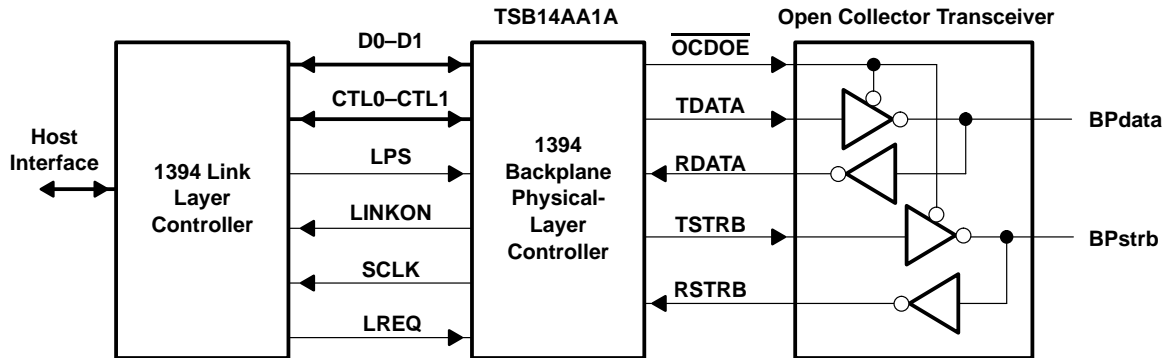 TSB14AA1A
Open Collector Transceiver
D0–D1
OCDOE
CTL0–CTL1
TDATA
BPdata
Host
Interface
1394 Link
Layer
Controller
LPS
1394
Backplane
Physical-
Layer
Controller
RDATA
LINKON
TSTRB
BPstrb
SCLK
RSTRB
LREQ